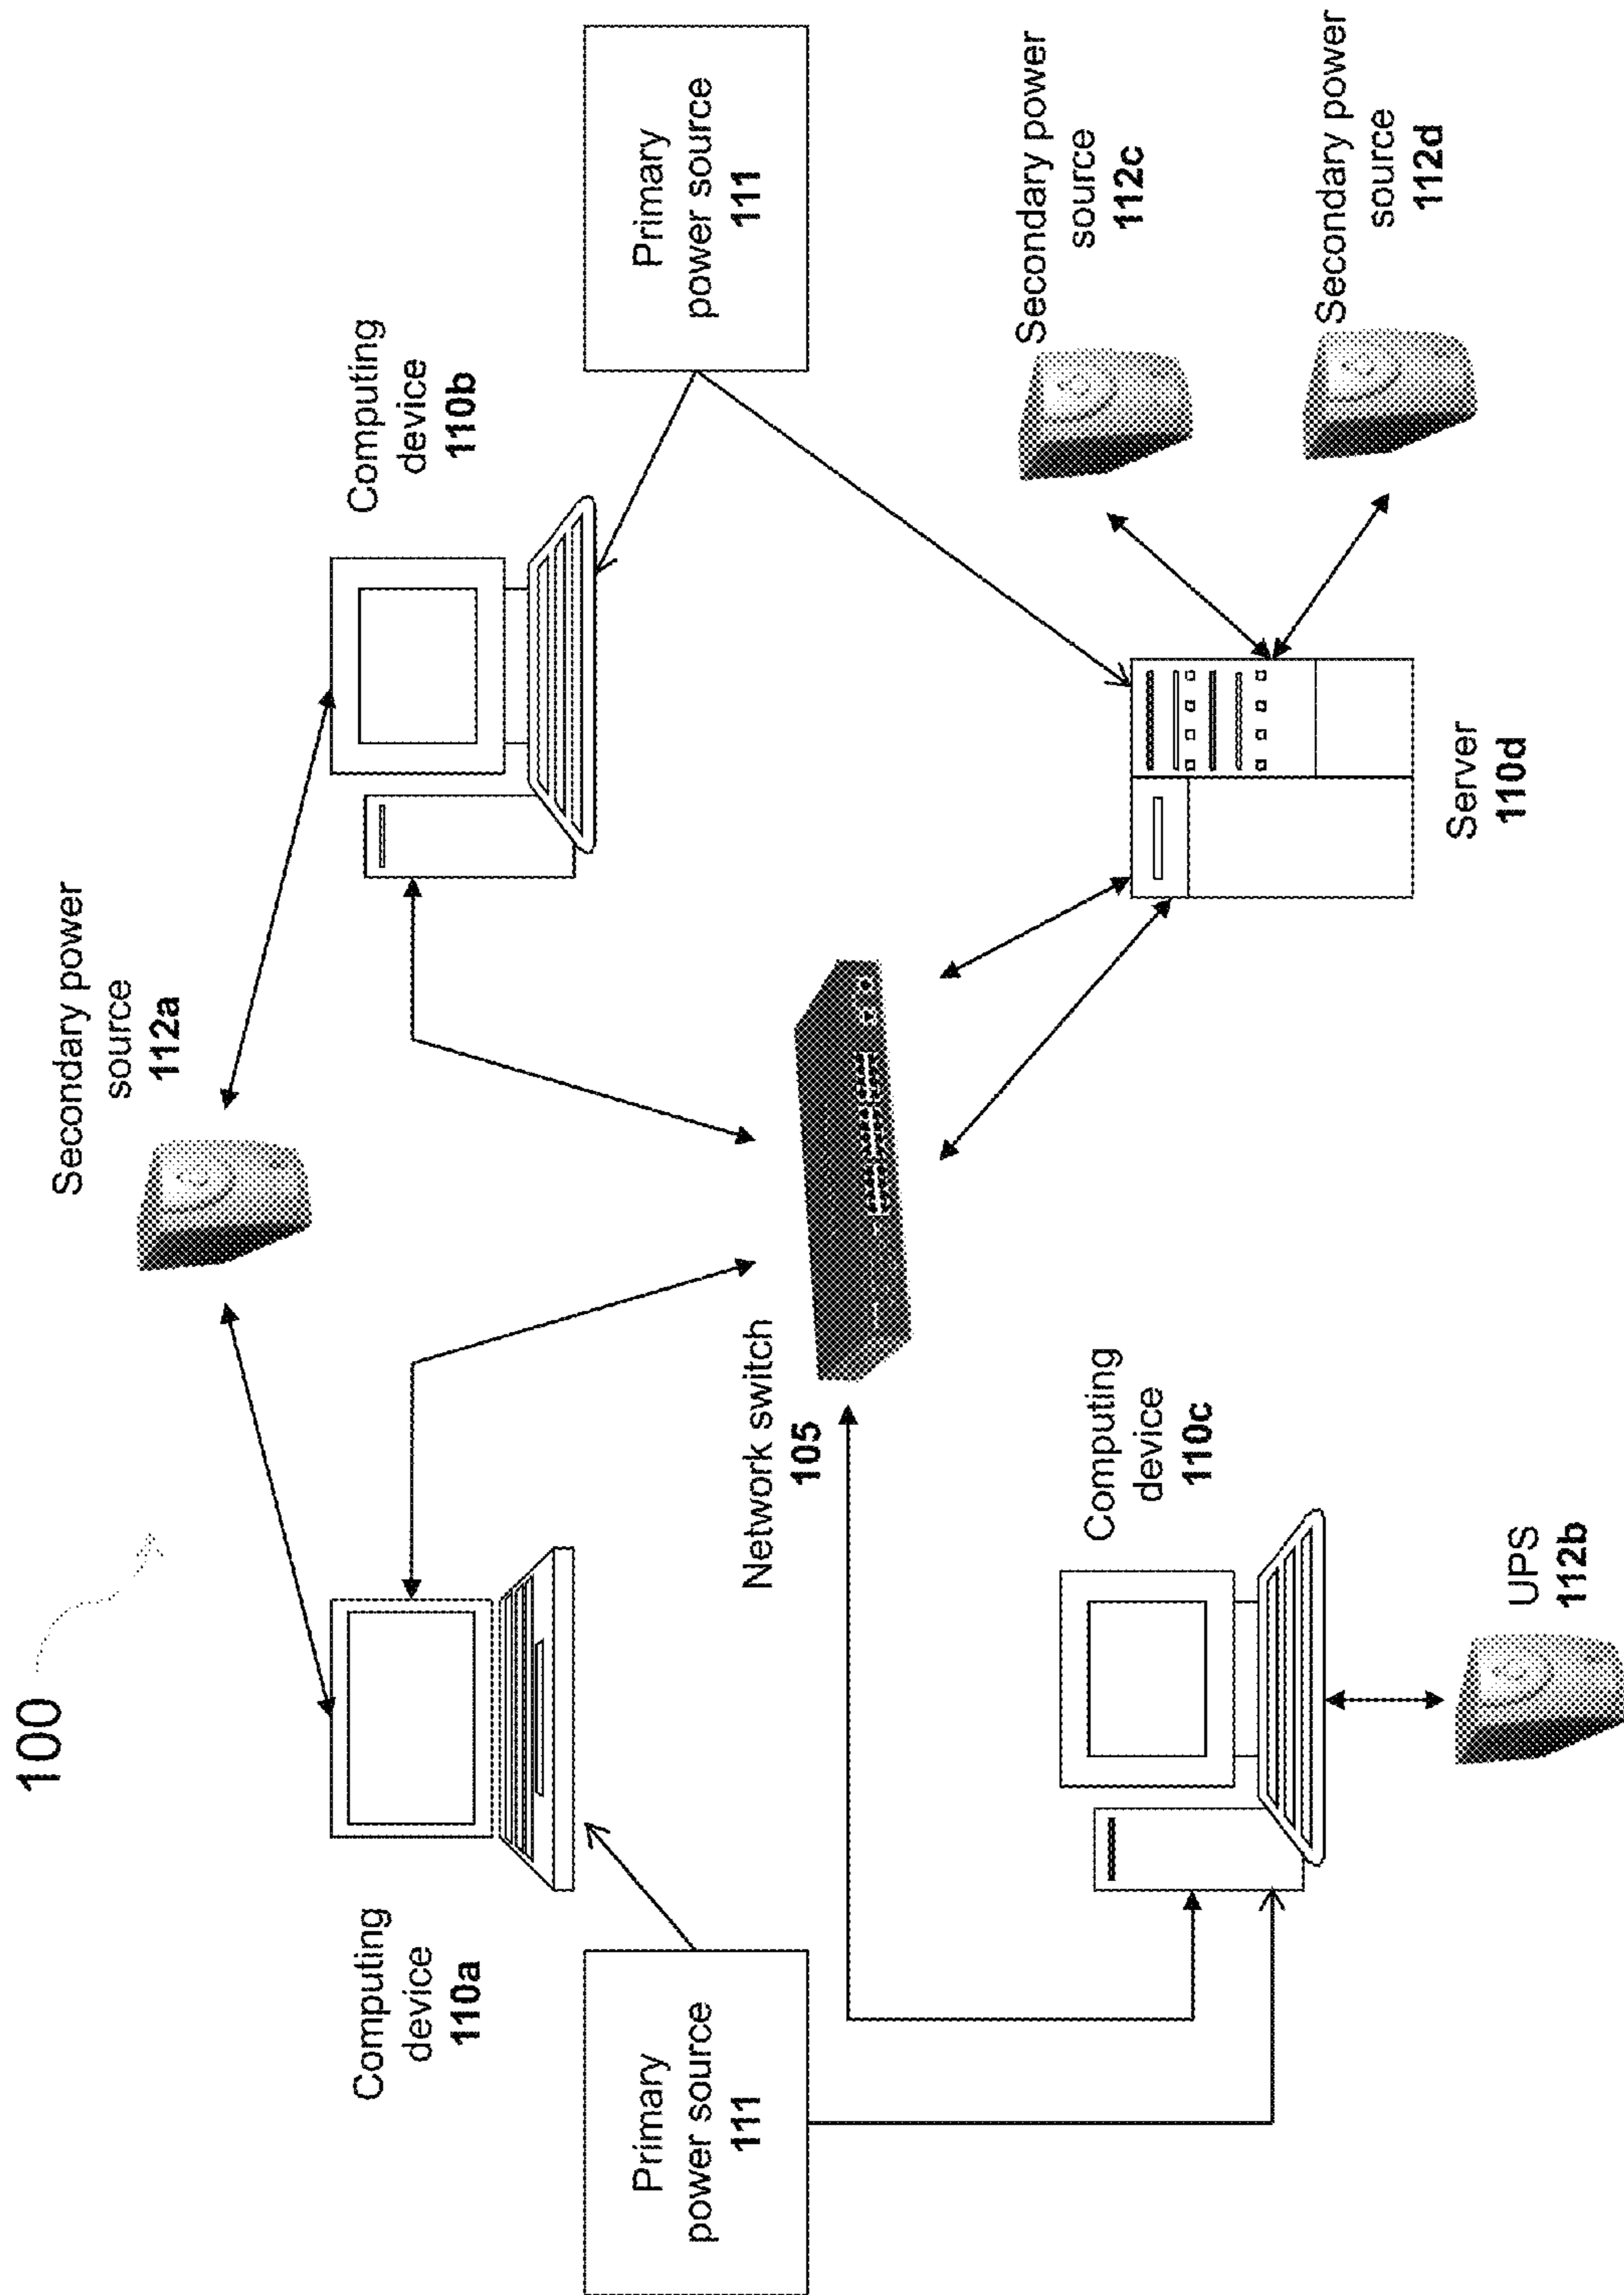 100
Secondary power
source
112a
Computing
device
110a
Computing
device
110b
Primary
power source
111
Primary
power source
111
Network switch
105
Computing
device
110c
UPS
112b
Server
110d
Secondary power
source
112c
Secondary power
source
112d